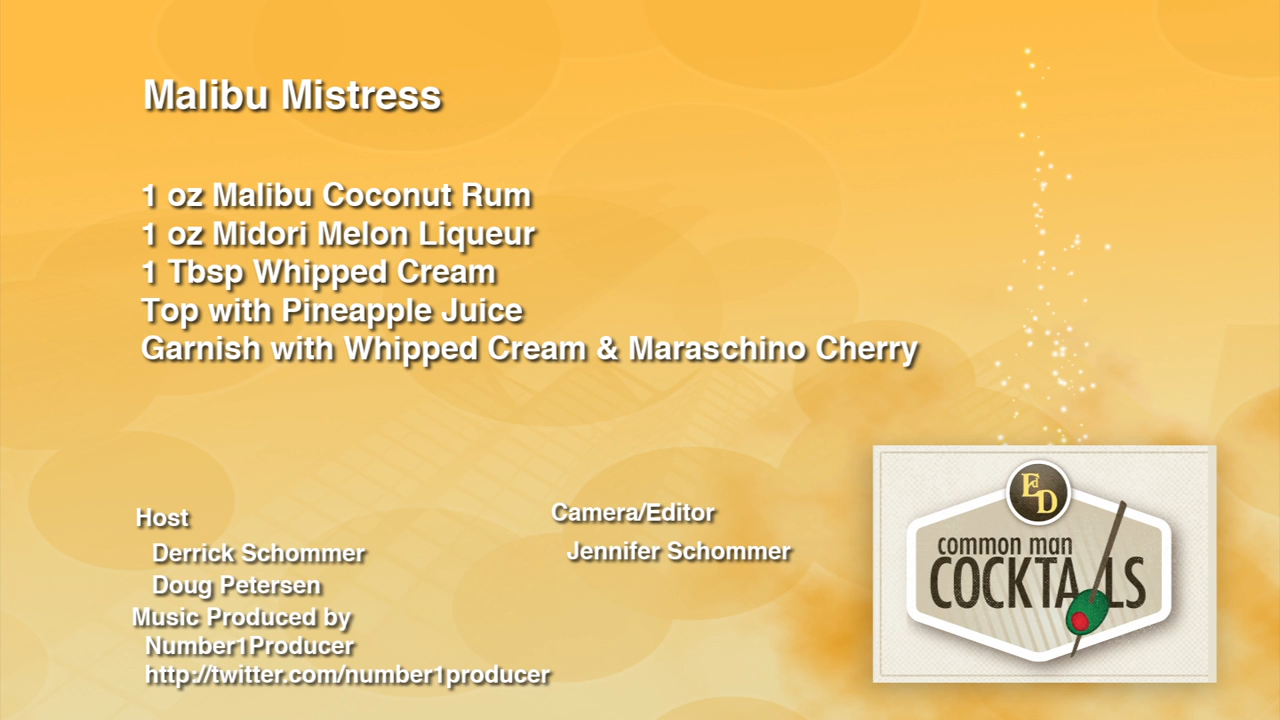 Malibu Mistress
1 oz Malibu Coconut Rum
1 oz Midori Melon Liqueur
1 Tbsp Whipped Cream
Top with Pineapple Juice
Garnish with Whipped Cream & Maraschino Cherry
Host
Derrick Schommer
Doug Petersen
Music Produced by
Number1Producer
http://twitter.com/number1producer
Camera/Editor
Jennifer Schommer
EdD
common man
COCKTAILS